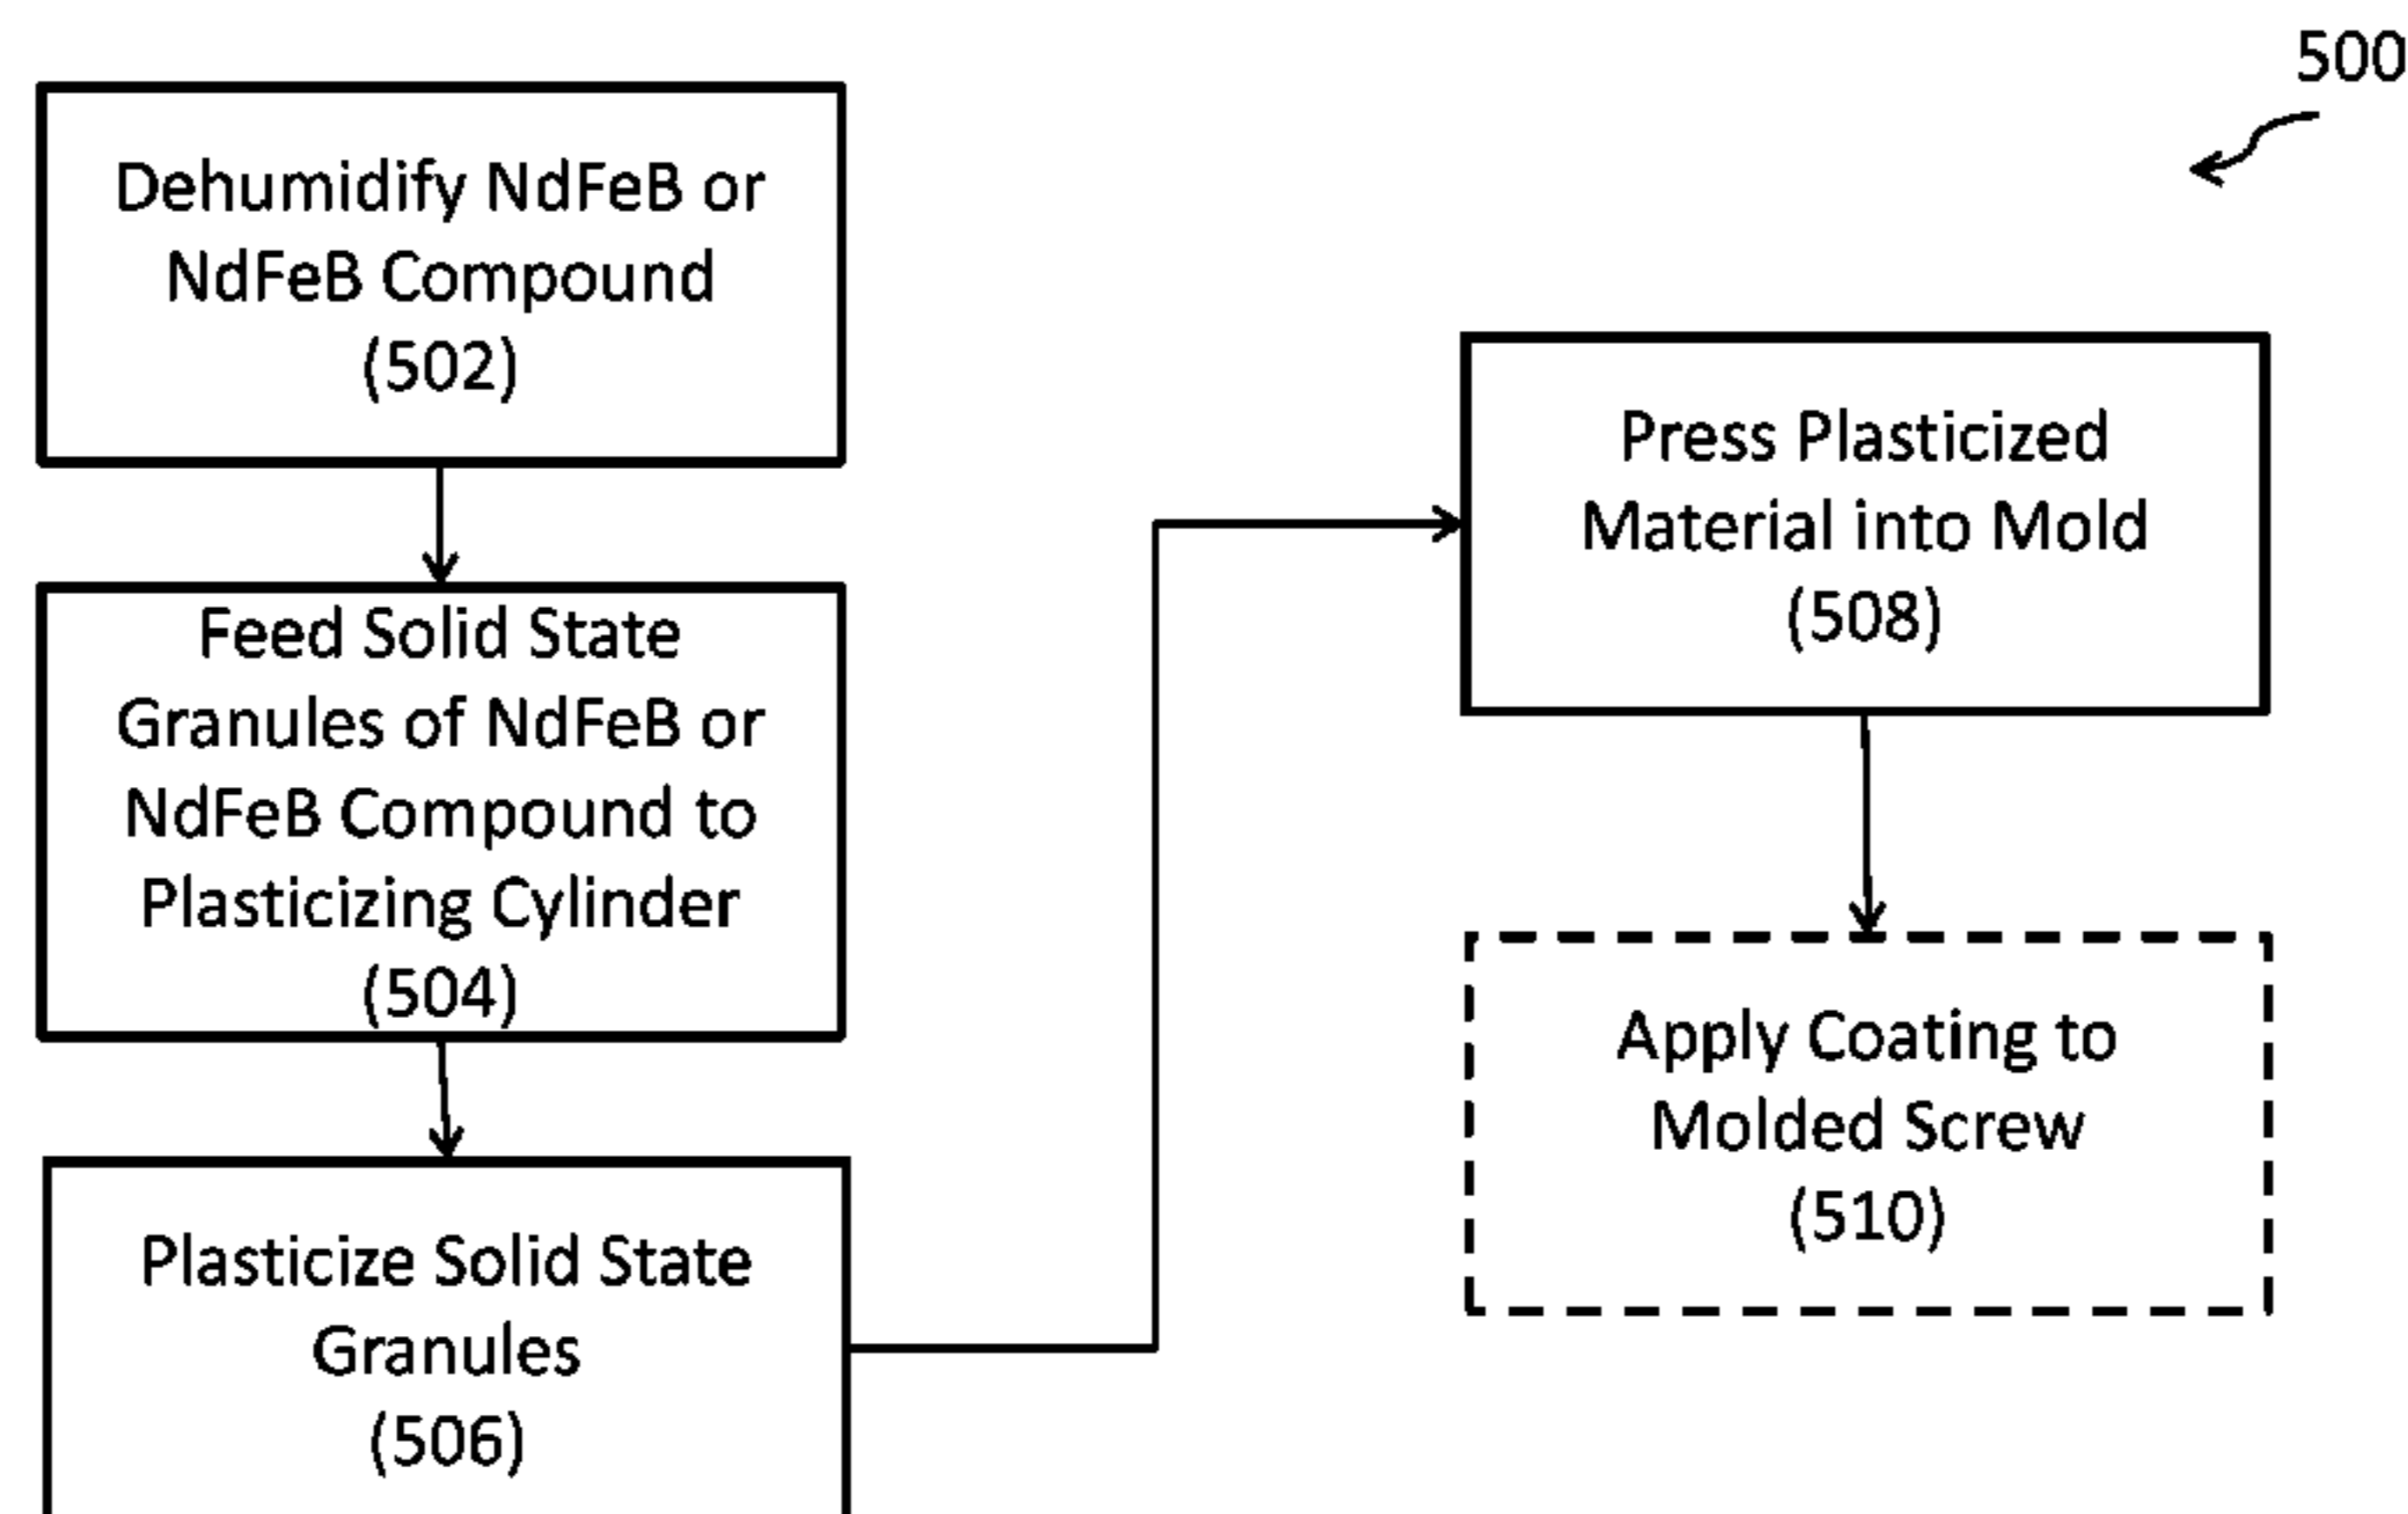 500
Dehumidify NdFeB or
NdFeB Compound
(502)
Feed Solid State
Granules of NdFeB or
NdFeB Compound to
Plasticizing Cylinder
(504)
Plasticize Solid State
Granules
(506)
Press Plasticized
Material into Mold
(508)
Apply Coating to
Molded Screw
(510)